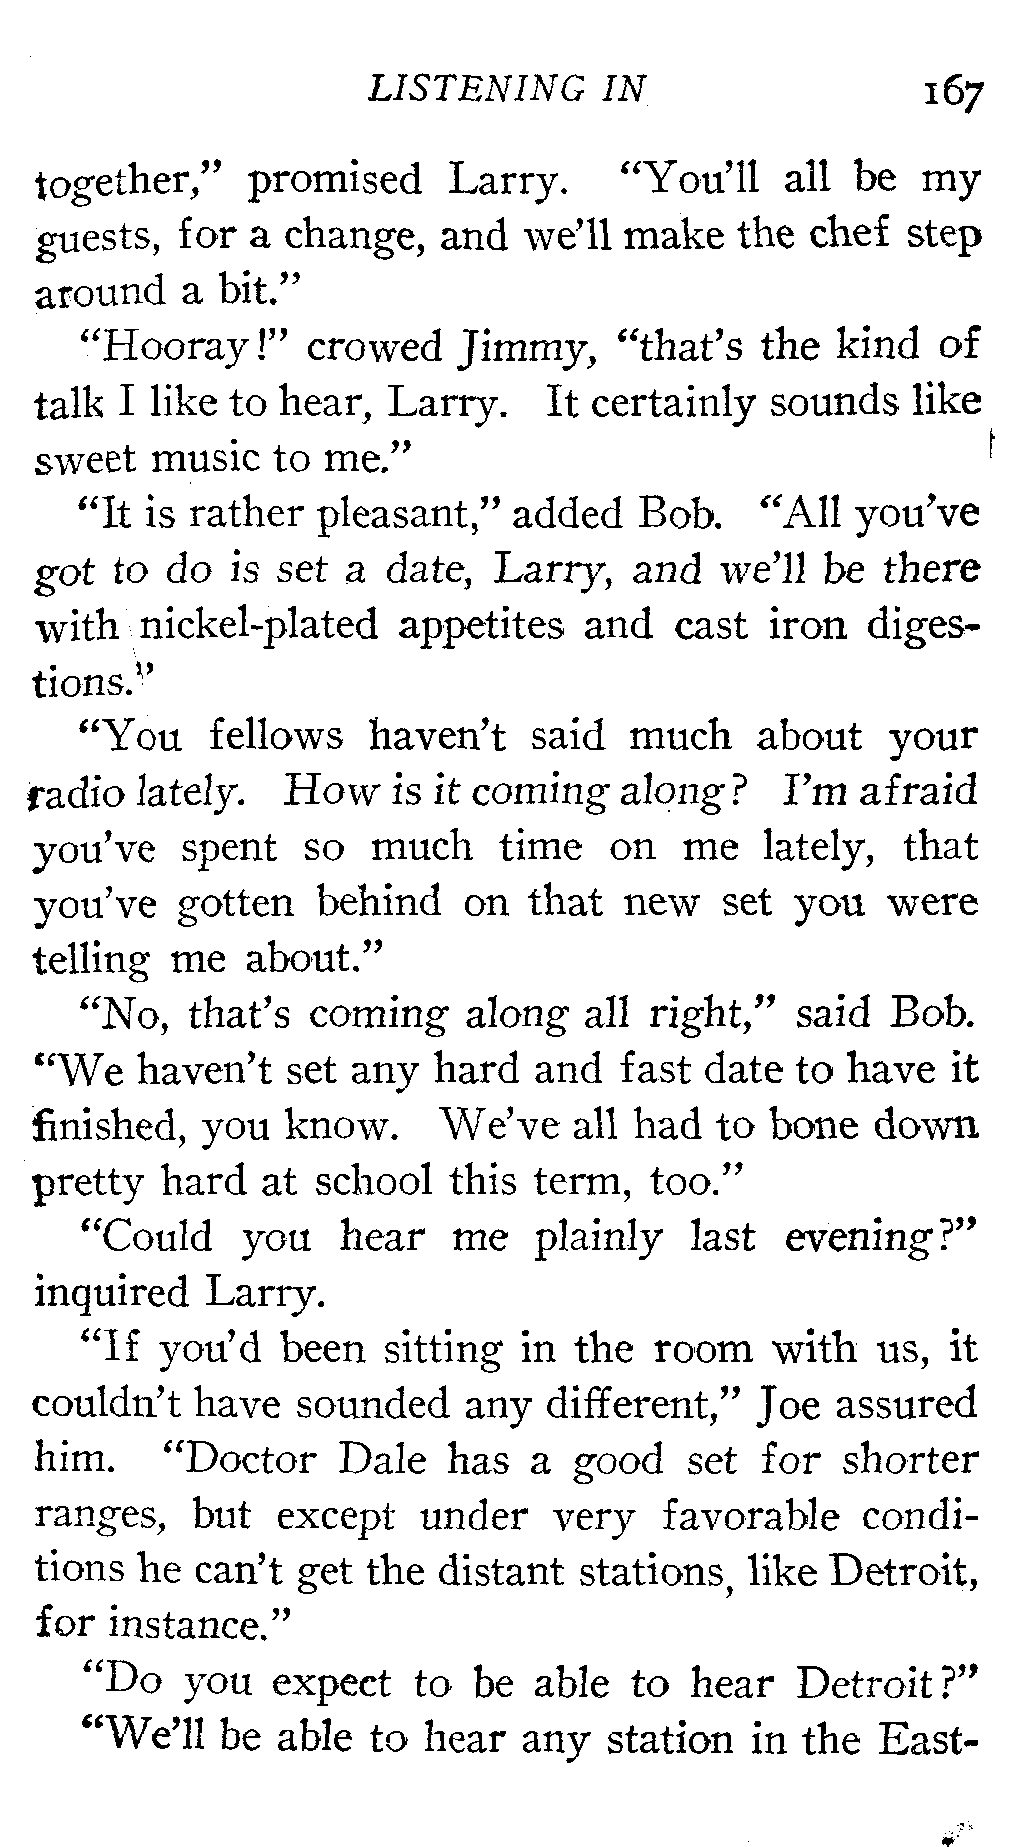 LISTENING IN 167
together,” promised Larry. “You’ll all be my
guests, for a change, and we’ll make the chef step
around a bit.”
“Hooray!” crowed Jimmy, “that’s the kind of
talk I like to hear, Larry. It certainly sounds like
sweet music to me.”
“It is rather pleasant,” added Bob. “All you’ve
got to do is set a date, Larry, and we’ll be there
with nickel-plated appetites and cast iron diges-
tions.”
“You fellows haven’t said much about your
radio lately. How is it coming along? I’m afraid
you’ve spent so much time on me lately, that
you’ve gotten behind on that new set you were
telling me about.”
“No, that’s coming along all right,” said Bob.
“We haven’t set any hard and fast date to have it
finished, you know. We’ve all had to bone down
pretty hard at school this term, too.”
“Could you hear me plainly last evening?”
inquired Larry.
“If you’d been sitting in the room with us, it
couldn’t have sounded any different,” Joe assured
him. “Doctor Dale has a good set for shorter
ranges, but except under very favorable condi-
tions he can’t get the distant stations, like Detroit,
for instance.”
“Do you expect to be able to hear Detroit?”
“We’ll be able to hear any station in the East-